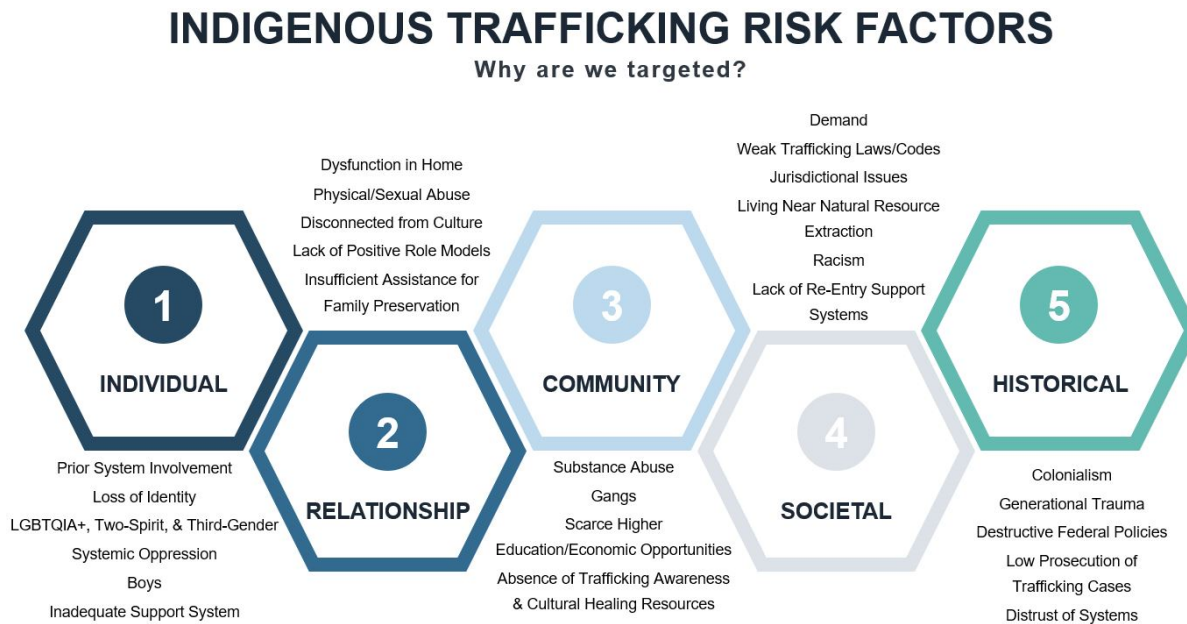 INDIGENOUS TRAFFICKING RISK FACTORS
Why are we targeted?
1
INDIVIDUAL
Prior System Involvement
Loss of Identity
LGBTQIA+, Two-Spirit, & Third-Gender
Systemic Oppression
Boys
Inadequate Support System
Dysfunction in Home
Physical/Sexual Abuse
Disconnected from Culture
Lack of Positive Role Models
Insufficient Assistance for
Family Preservation
2
RELATIONSHIP
3
COMMUNITY
Substance Abuse
Gangs
Scarce Higher
Education/Economic Opportunities
Absence of Trafficking Awareness
& Cultural Healing Resources
Demand
Weak Trafficking Laws/Codes
Jurisdictional Issues
Living Near Natural Resource
Extraction
Racism
Lack of Re-Entry Support
Systems
4
SOCIETAL
5
HISTORICAL
Colonialism
Generational Trauma
Destructive Federal Policies
Low Prosecution of
Trafficking Cases
Distrust of Systems